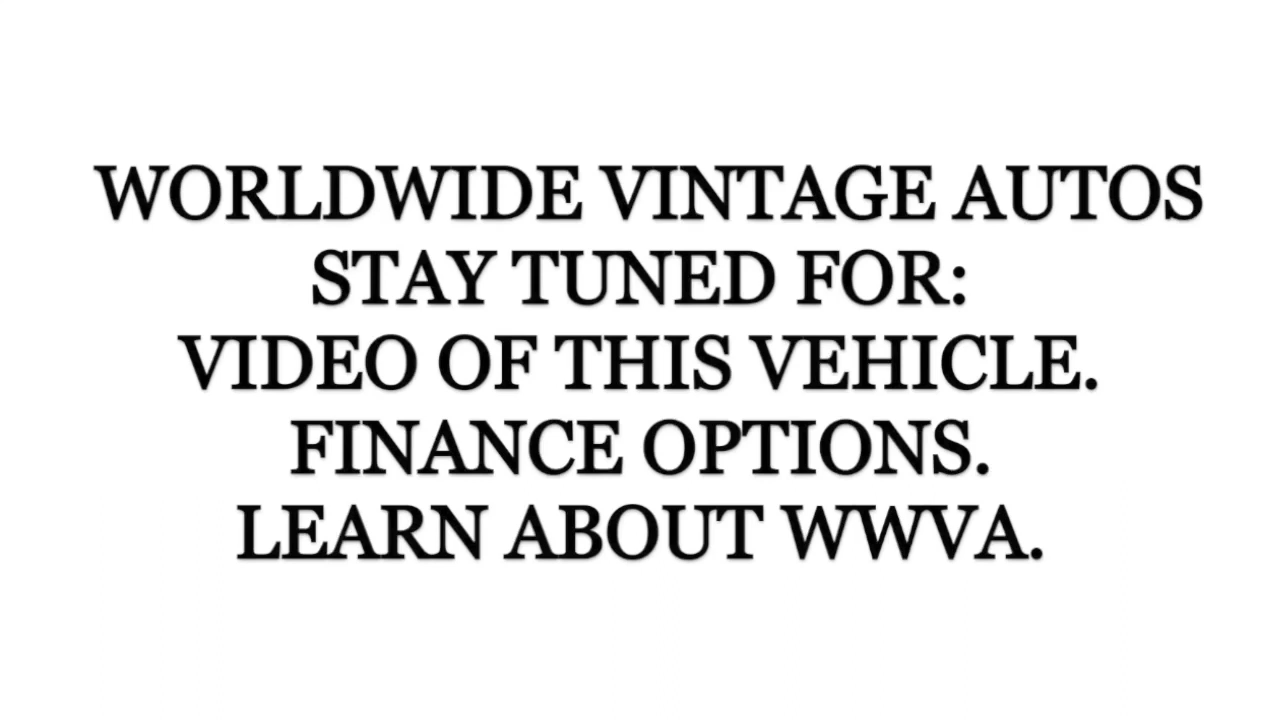 WORLDWIDE VINTAGE AUTOS
STAY TUNED FOR:
VIDEO OF THIS VEHICLE.
FINANCE OPTIONS.
LEARN ABOUT WWVA.